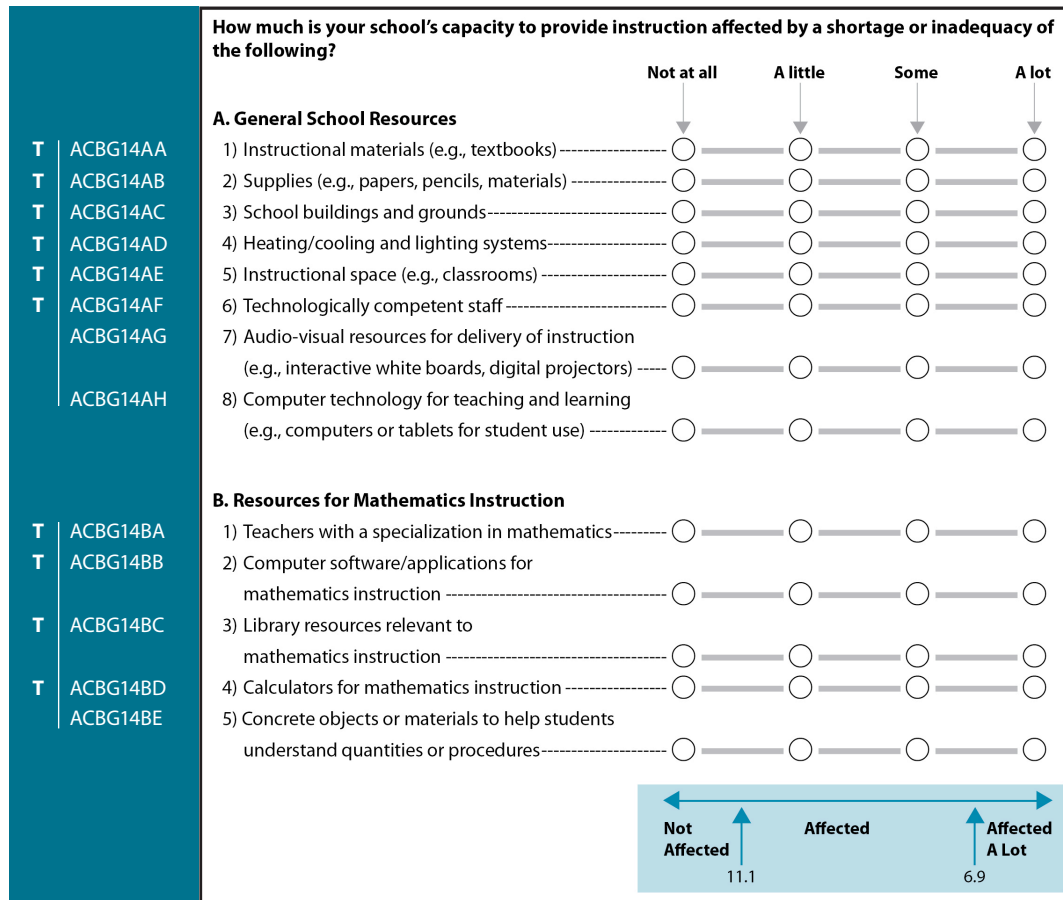 How much is your school's capacity to provide instruction affected by a shortage or inadequacy of
the following?
Not at all A little Some A lot
A. General School Resources
T ACBG14AA 1) Instructional materials (e.g., textbooks)
T ACBG14AB 2) Supplies (e.g., papers, pencils, materials)
T ACBG14AC 3) School buildings and grounds
T ACBG14AD 4) Heating/cooling and lighting systems
T ACBG14AE 5) Instructional space (e.g., classrooms)
T ACBG14AF 6) Technologically competent staff
ACBG14AG 7) Audio-visual resources for delivery of instruction
(e.g., interactive white boards, digital projectors)
ACBG14AH 8) Computer technology for teaching and learning
(e.g., computers or tablets for student use)
B. Resources for Mathematics Instruction
T ACBG14BA 1) Teachers with a specialization in mathematics
T ACBG14BB 2) Computer software/applications for
mathematics instruction
T ACBG14BC 3) Library resources relevant to
mathematics instruction
T ACBG14BD 4) Calculators for mathematics instruction
ACBG14BE 5) Concrete objects or materials to help students
understand quantities or procedures
Not Affected Affected
Affected A Lot
11.1 6.9